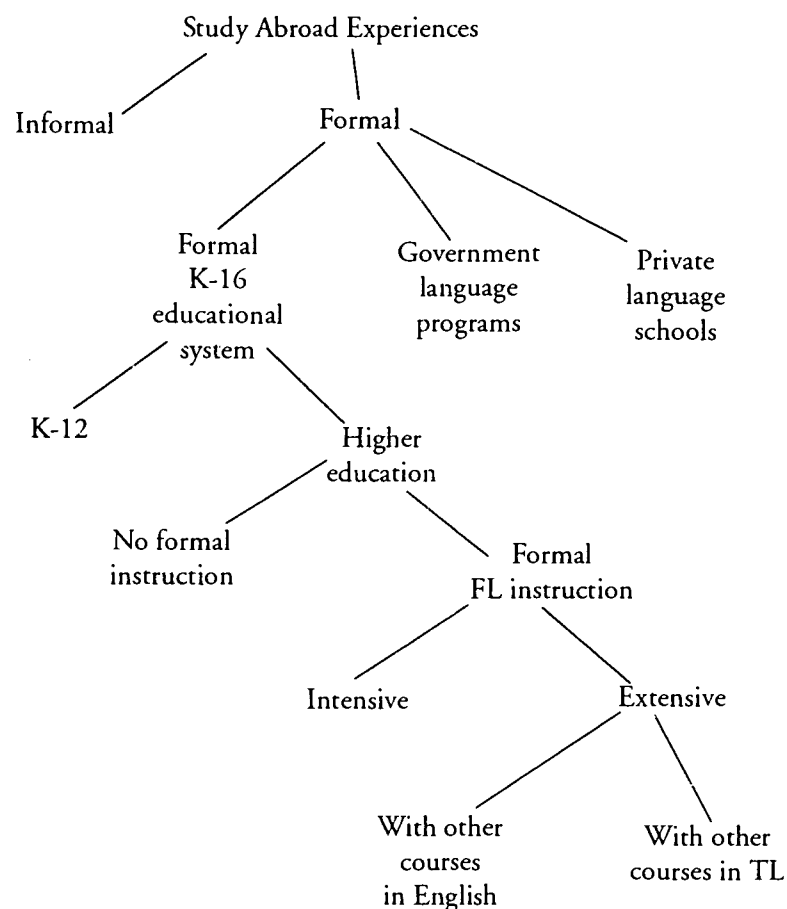 Study Abroad Experiences
Informal
Formal
Formal
K-16
educational
system
Government
language
programs
Private
language
schools
K-12
Higher
education
No formal
instruction
Formal
FL instruction
Intensive
Extensive
With other
courses
in English
With other
courses in TL